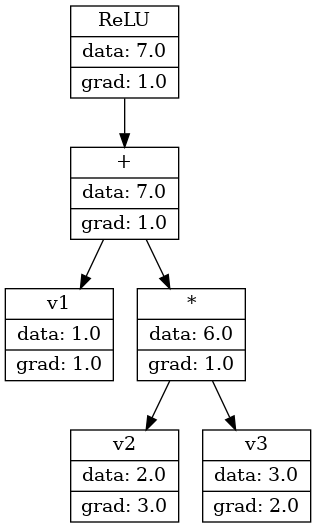 ReLU
data: 7.0
grad: 1.0
+
data: 7.0
grad: 1.0
v1
data: 1.0
grad: 1.0
*
data: 6.0
grad: 1.0
v2
data: 2.0
grad: 3.0
v3
data: 3.0
grad: 2.0